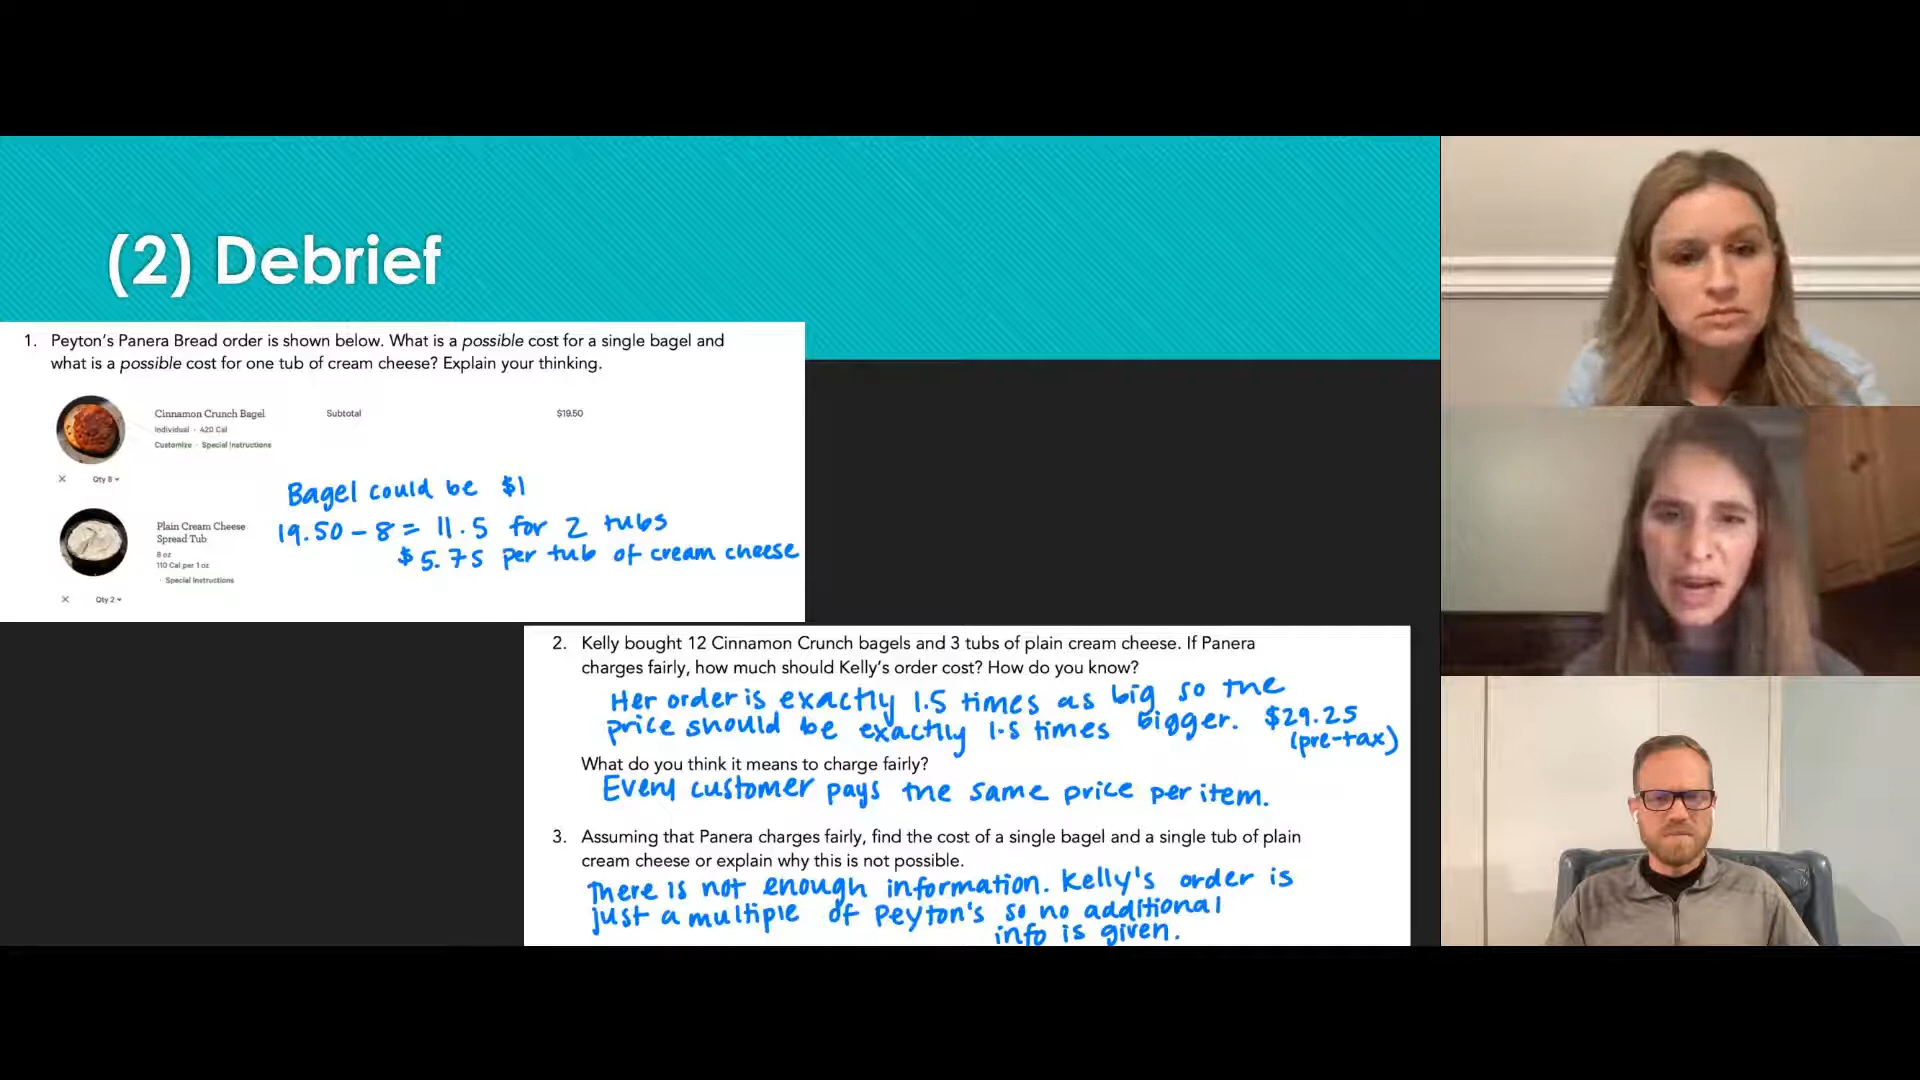 (2) Debrief
1. Peyton's Panera Bread order is shown below. What is a possible cost for a single bagel and
what is a possible cost for one tub of cream cheese? Explain your thinking.
Cinnamon Crunch Bagel
Individual · 420 Cal
Customize · Special Instructions
Subtotal $19.50
× Qty 8
Bagel could be $1
19.50 - 8 = 11.5 for 2 tubs
$5.75 per tub of cream cheese
Plain Cream Cheese
Spread Tub
8 oz
110 Cal per 1 oz
· Special Instructions
× Qty 2
2. Kelly bought 12 Cinnamon Crunch bagels and 3 tubs of plain cream cheese. If Panera
charges fairly, how much should Kelly's order cost? How do you know?
Her order is exactly 1.5 times as big so the
price should be exactly 1.5 times bigger. $29.25
(pre-tax)
What do you think it means to charge fairly?
Every customer pays the same price per item.
3. Assuming that Panera charges fairly, find the cost of a single bagel and a single tub of plain
cream cheese or explain why this is not possible.
There is not enough information. Kelly's order is
just a multiple of Peyton's so no additional
info is given.